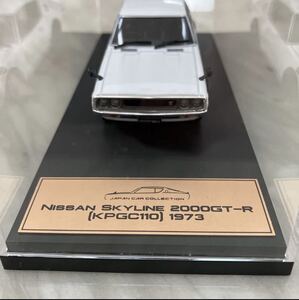 JAPAN CAR COLLECTION
NISSAN SKYLINE 2000GT-R
(KPGC110) 1973